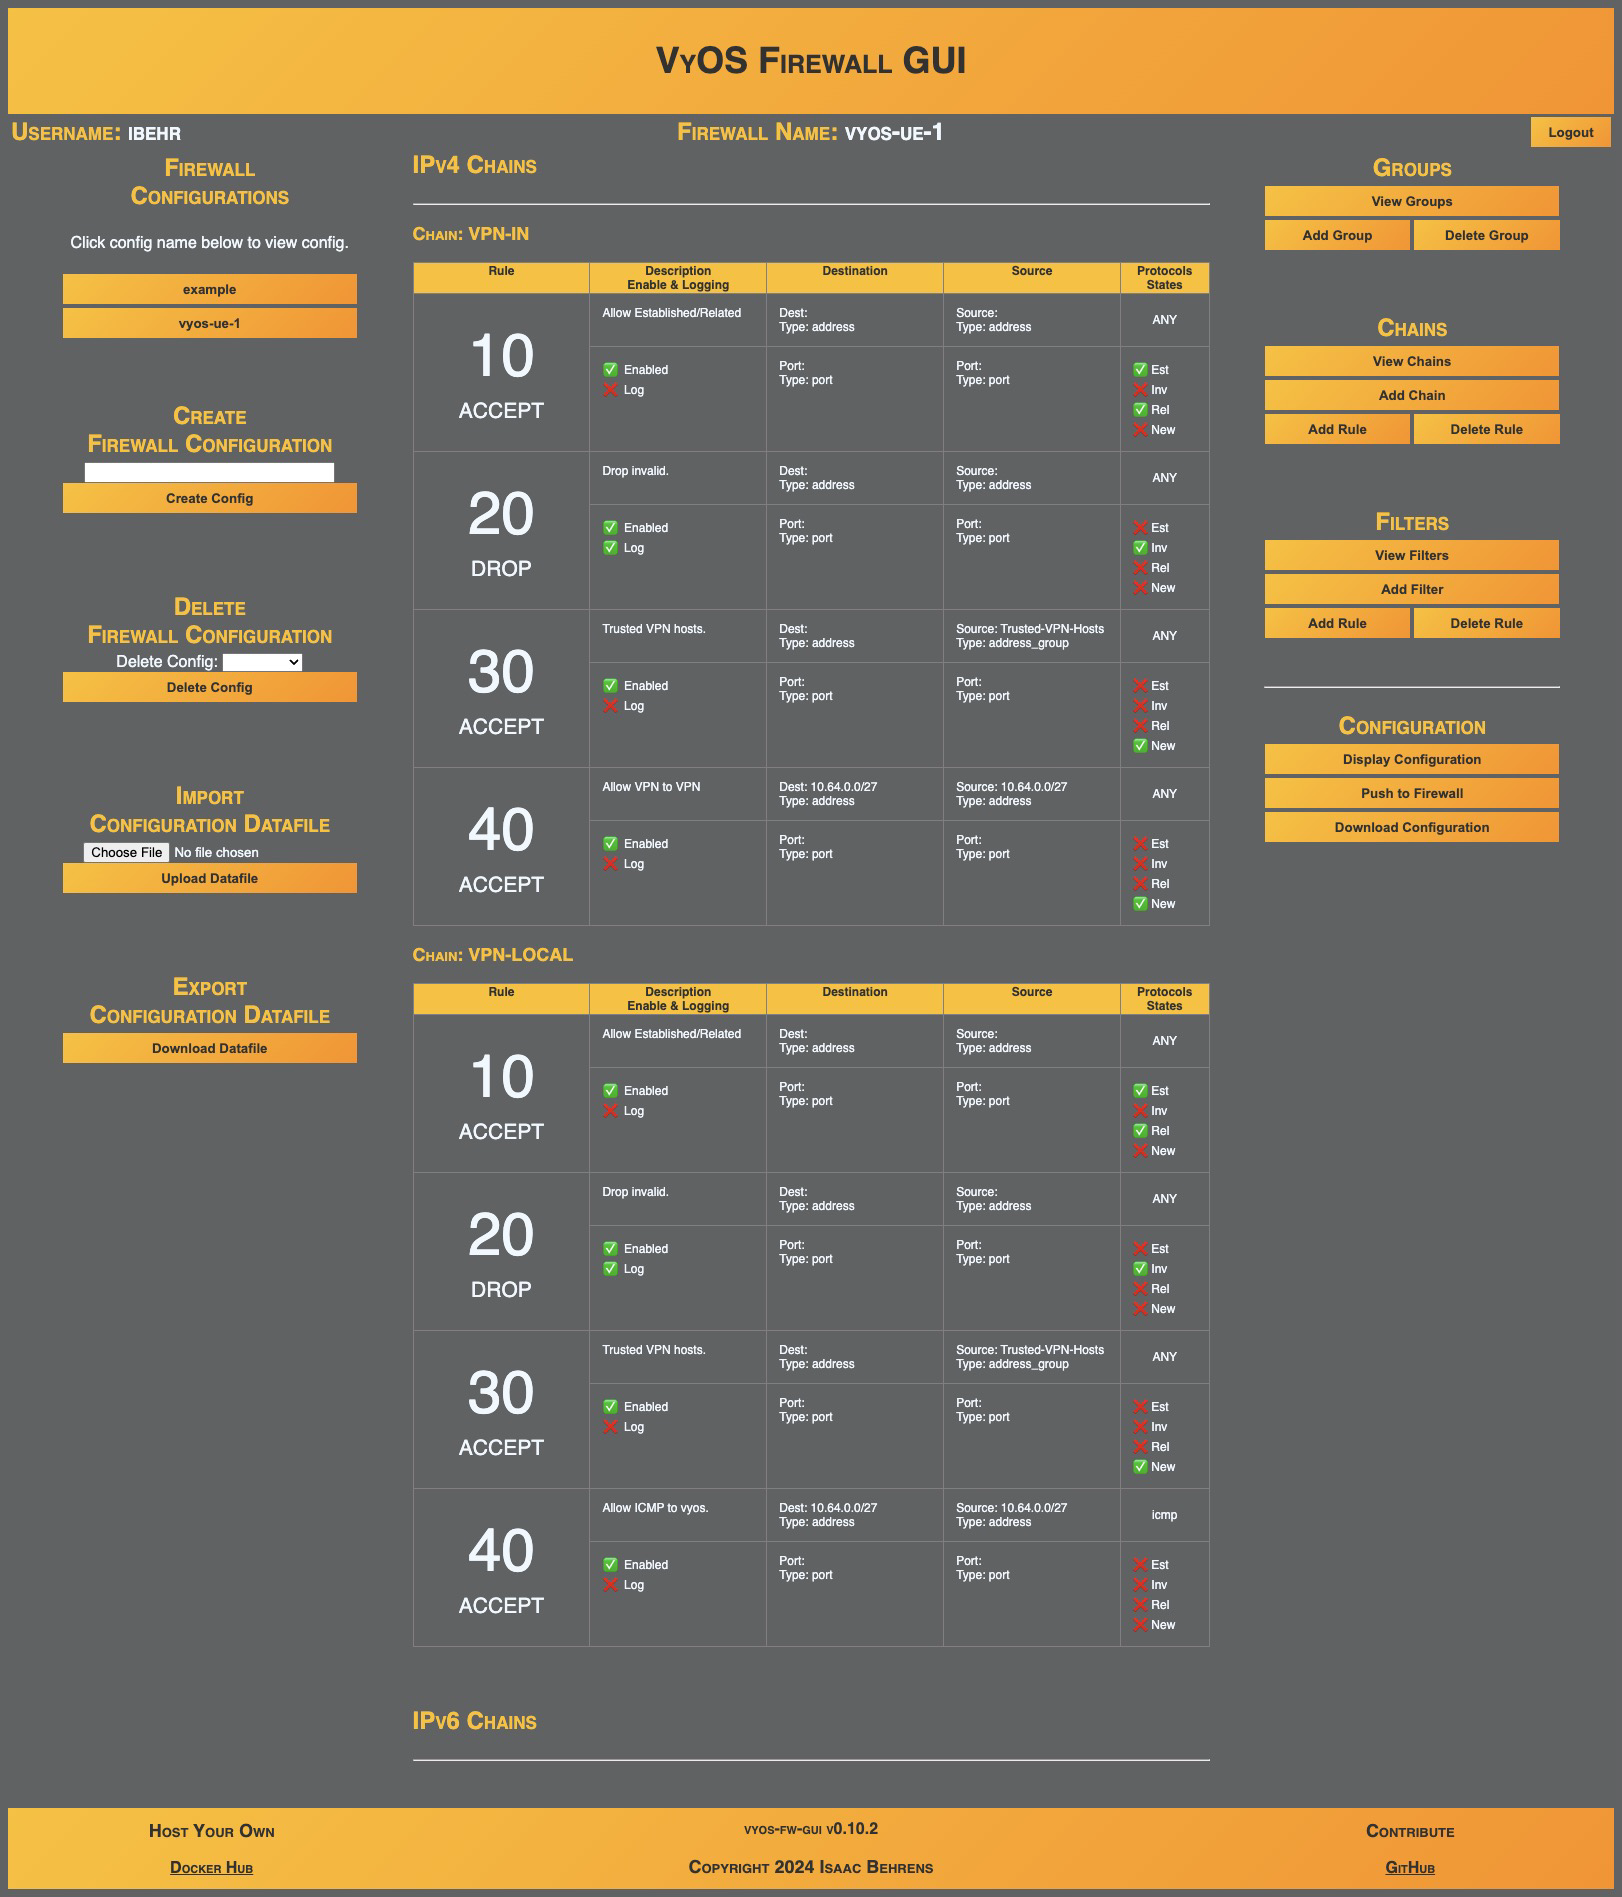 VyOS Firewall GUI
Username: ibehr
Firewall Name: vyos-ue-1
Logout
Firewall
Configurations
Click config name below to view config.
example
vyos-ue-1
Create
Firewall Configuration
Create Config
Delete
Firewall Configuration
Delete Config:
Delete Config
Import
Configuration Datafile
Choose File No file chosen
Upload Datafile
Export
Configuration Datafile
Download Datafile
IPv4 Chains
Chain: VPN-IN
Rule
Description
Enable & Logging
Destination
Source
Protocols
States
10
ACCEPT
Allow Established/Related
Dest:
Type: address
Source:
Type: address
ANY
✅ Enabled
❌ Log
Port:
Type: port
Port:
Type: port
✅ Est
❌ Inv
✅ Rel
❌ New
20
DROP
Drop invalid.
Dest:
Type: address
Source:
Type: address
ANY
✅ Enabled
✅ Log
Port:
Type: port
Port:
Type: port
❌ Est
✅ Inv
❌ Rel
❌ New
30
ACCEPT
Trusted VPN hosts.
Dest:
Type: address
Source: Trusted-VPN-Hosts
Type: address_group
ANY
✅ Enabled
❌ Log
Port:
Type: port
Port:
Type: port
❌ Est
❌ Inv
❌ Rel
✅ New
40
ACCEPT
Allow VPN to VPN
Dest: 10.64.0.0/27
Type: address
Source: 10.64.0.0/27
Type: address
ANY
✅ Enabled
❌ Log
Port:
Type: port
Port:
Type: port
❌ Est
❌ Inv
❌ Rel
✅ New
Chain: VPN-LOCAL
Rule
Description
Enable & Logging
Destination
Source
Protocols
States
10
ACCEPT
Allow Established/Related
Dest:
Type: address
Source:
Type: address
ANY
✅ Enabled
❌ Log
Port:
Type: port
Port:
Type: port
✅ Est
❌ Inv
✅ Rel
❌ New
20
DROP
Drop invalid.
Dest:
Type: address
Source:
Type: address
ANY
✅ Enabled
✅ Log
Port:
Type: port
Port:
Type: port
❌ Est
✅ Inv
❌ Rel
❌ New
30
ACCEPT
Trusted VPN hosts.
Dest:
Type: address
Source: Trusted-VPN-Hosts
Type: address_group
ANY
✅ Enabled
❌ Log
Port:
Type: port
Port:
Type: port
❌ Est
❌ Inv
❌ Rel
✅ New
40
ACCEPT
Allow ICMP to vyos.
Dest: 10.64.0.0/27
Type: address
Source: 10.64.0.0/27
Type: address
icmp
✅ Enabled
❌ Log
Port:
Type: port
Port:
Type: port
❌ Est
❌ Inv
❌ Rel
❌ New
IPv6 Chains
Groups
View Groups
Add Group
Delete Group
Chains
View Chains
Add Chain
Add Rule
Delete Rule
Filters
View Filters
Add Filter
Add Rule
Delete Rule
Configuration
Display Configuration
Push to Firewall
Download Configuration
Host Your Own
Docker Hub
vyos-fw-gui v0.10.2
Copyright 2024 Isaac Behrens
Contribute
GitHub